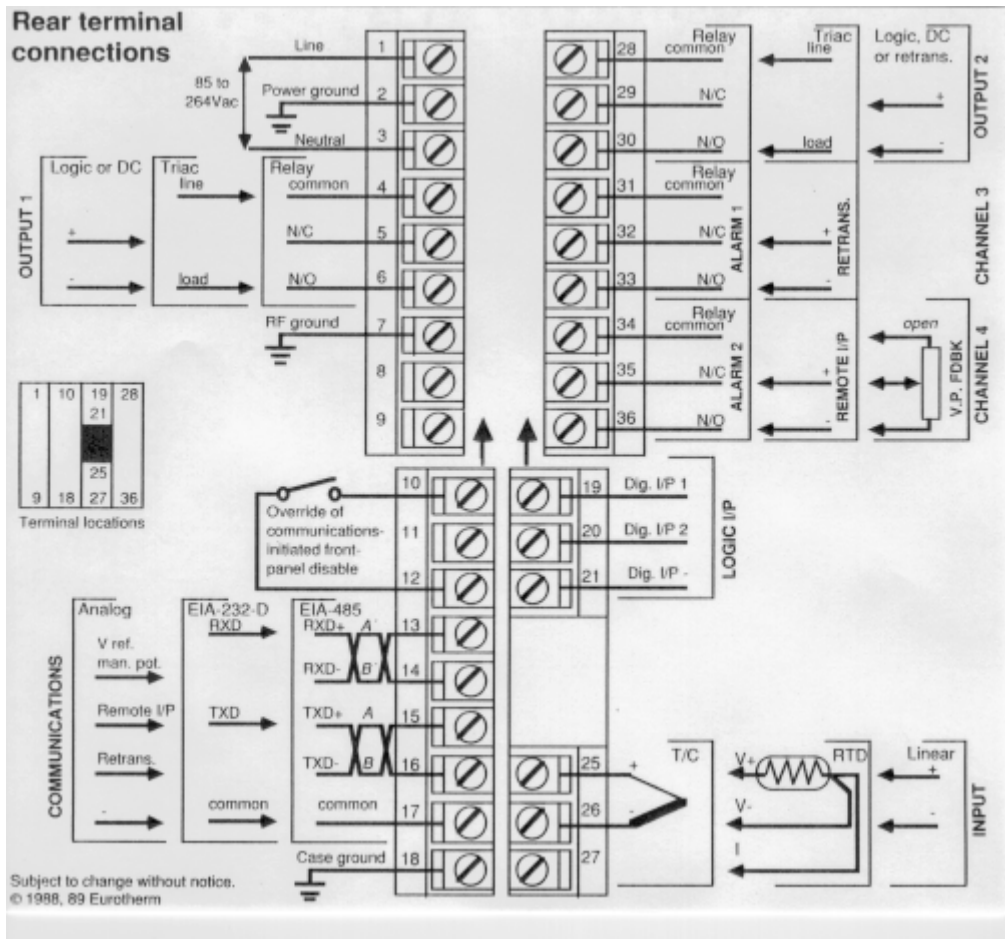 Rear terminal
connections
Line
85 to
264Vac
Power ground
Neutral
1
2
3
4
5
6
7
8
9
OUTPUT 1
Logic or DC
+
-
Triac
line
load
Relay
common
N/C
N/O
RF ground
28
29
30
31
32
33
34
35
36
Relay
common
N/C
N/O
Triac
line
load
Logic, DC
or retrans.
+
-
OUTPUT 2
Relay
common
N/C
N/O
ALARM 1
+
-
RETRANS.
CHANNEL 3
Relay
common
N/C
N/O
ALARM 2
+
-
REMOTE I/P
open
V.P. FDBK
CHANNEL 4
1 10 19 28
21
25
9 18 27 36
Terminal locations
10
11
12
Override of
communications-
initiated front-
panel disable
19 Dig. I/P 1
20 Dig. I/P 2
21 Dig. I/P -
LOGIC I/P
COMMUNICATIONS
Analog
V ref.
man. pot.
Remote I/P
Retrans.
-
EIA-232-D
RXD
TXD
common
EIA-485
RXD+ A' 13
RXD- B' 14
TXD+ A 15
TXD- B 16
common 17
Case ground 18
25
26
27
+
-
T/C
V+
V-
I
RTD
Linear
+
-
INPUT
Subject to change without notice.
© 1988, 89 Eurotherm